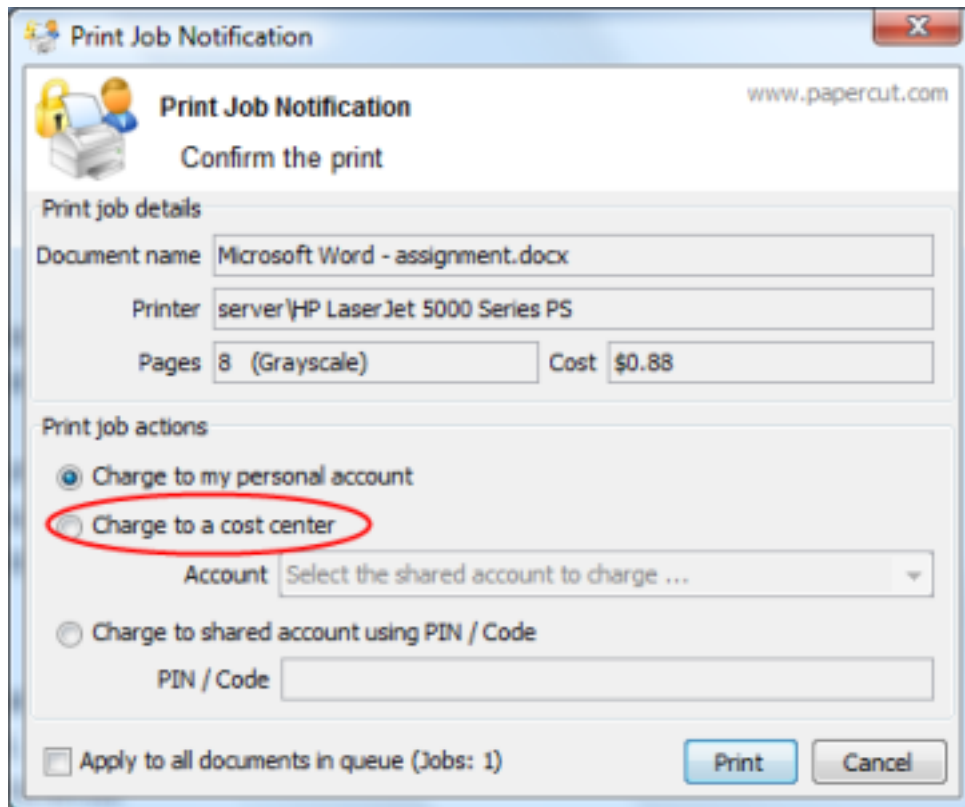 Print Job Notification
www.papercut.com
Print Job Notification
Confirm the print
Print job details
Document name Microsoft Word - assignment.docx
Printer server\HP LaserJet 5000 Series PS
Pages 8 (Grayscale) Cost $0.88
Print job actions
Charge to my personal account
Charge to a cost center
Account Select the shared account to charge ...
Charge to shared account using PIN / Code
PIN / Code
Apply to all documents in queue (Jobs: 1) Print Cancel